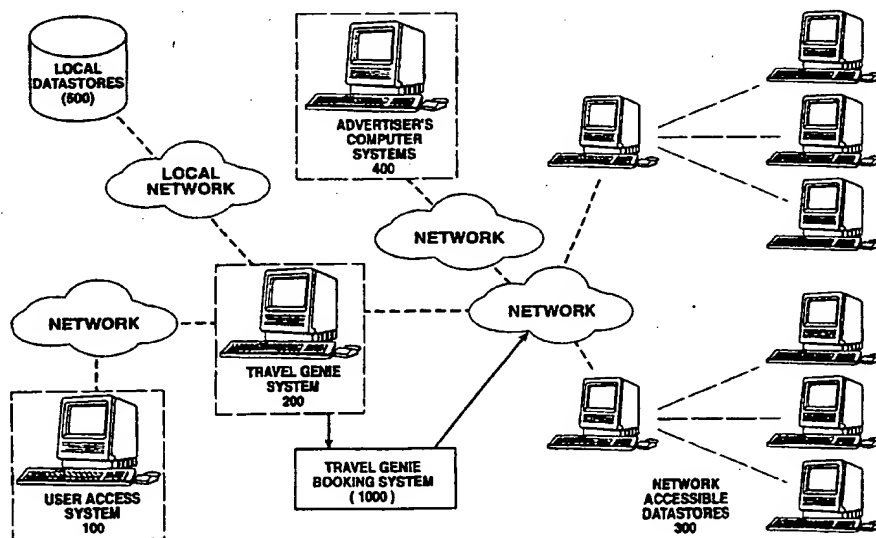 LOCAL
DATASTORES
(500)
ADVERTISER'S
COMPUTER
SYSTEMS
400
LOCAL
NETWORK
NETWORK
NETWORK
NETWORK
TRAVEL GENIE
SYSTEM
200
USER ACCESS
SYSTEM
100
TRAVEL GENIE
BOOKING SYSTEM
( 1000 )
NETWORK
ACCESSIBLE
DATASTORES
300